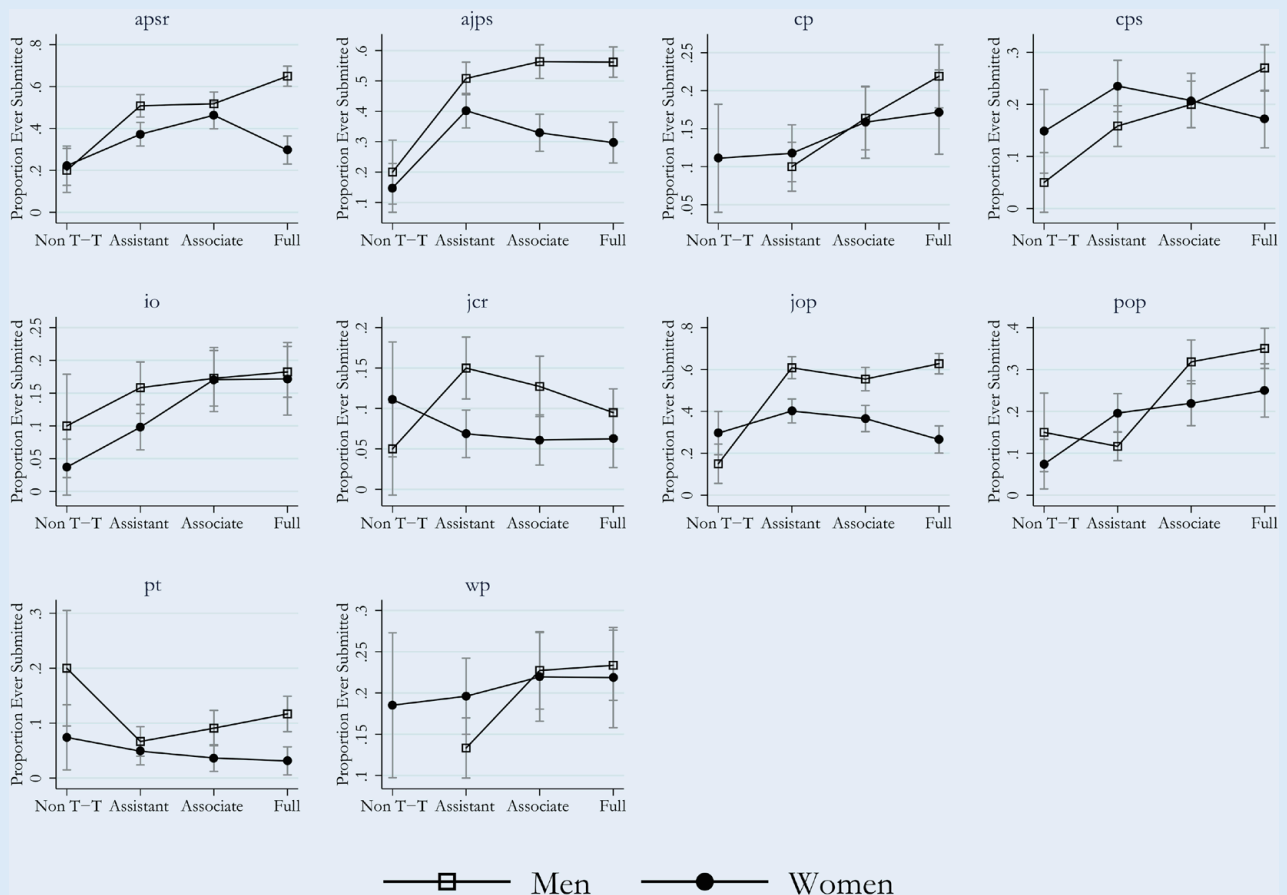 apsr
Proportion Ever Submitted
0 .2 .4 .6 .8
Non T-T Assistant Associate Full
ajps
Proportion Ever Submitted
.1 .2 .3 .4 .5 .6
Non T-T Assistant Associate Full
cp
Proportion Ever Submitted
.05 .1 .15 .2 .25
Non T-T Assistant Associate Full
cps
Proportion Ever Submitted
0 .1 .2 .3
Non T-T Assistant Associate Full
io
Proportion Ever Submitted
0 .05 .1 .15 .2 .25
Non T-T Assistant Associate Full
jcr
Proportion Ever Submitted
0 .05 .1 .15 .2
Non T-T Assistant Associate Full
jop
Proportion Ever Submitted
0 .2 .4 .6 .8
Non T-T Assistant Associate Full
pop
Proportion Ever Submitted
0 .1 .2 .3 .4
Non T-T Assistant Associate Full
pt
Proportion Ever Submitted
0 .1 .2 .3
Non T-T Assistant Associate Full
wp
Proportion Ever Submitted
.1 .15 .2 .25 .3
Non T-T Assistant Associate Full
Men Women